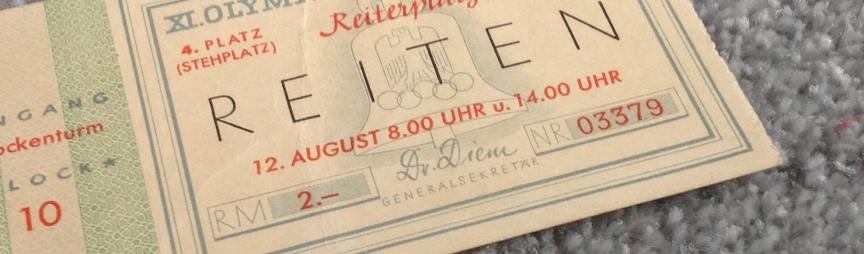 XI.OLYM
Reiterplatz
4. PLATZ
(STEHPLATZ)
REITEN
12. AUGUST 8.00 UHR u. 14.00 UHR
NR 03379
Dr. Diem
GENERALSEKRETÄR
RM 2.–
NGANG
ockenturm
LOCK★
10